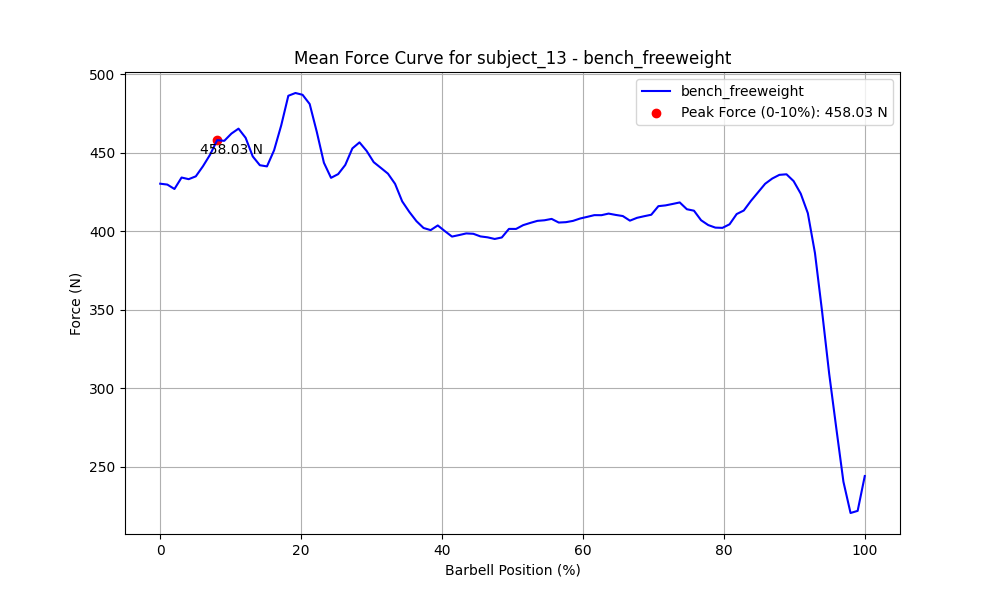 Mean Force Curve for subject_13 - bench_freeweight
500
450
400
350
300
250
Force (N)
bench_freeweight
Peak Force (0-10%): 458.03 N
458.03 N
0
20
40
60
80
100
Barbell Position (%)